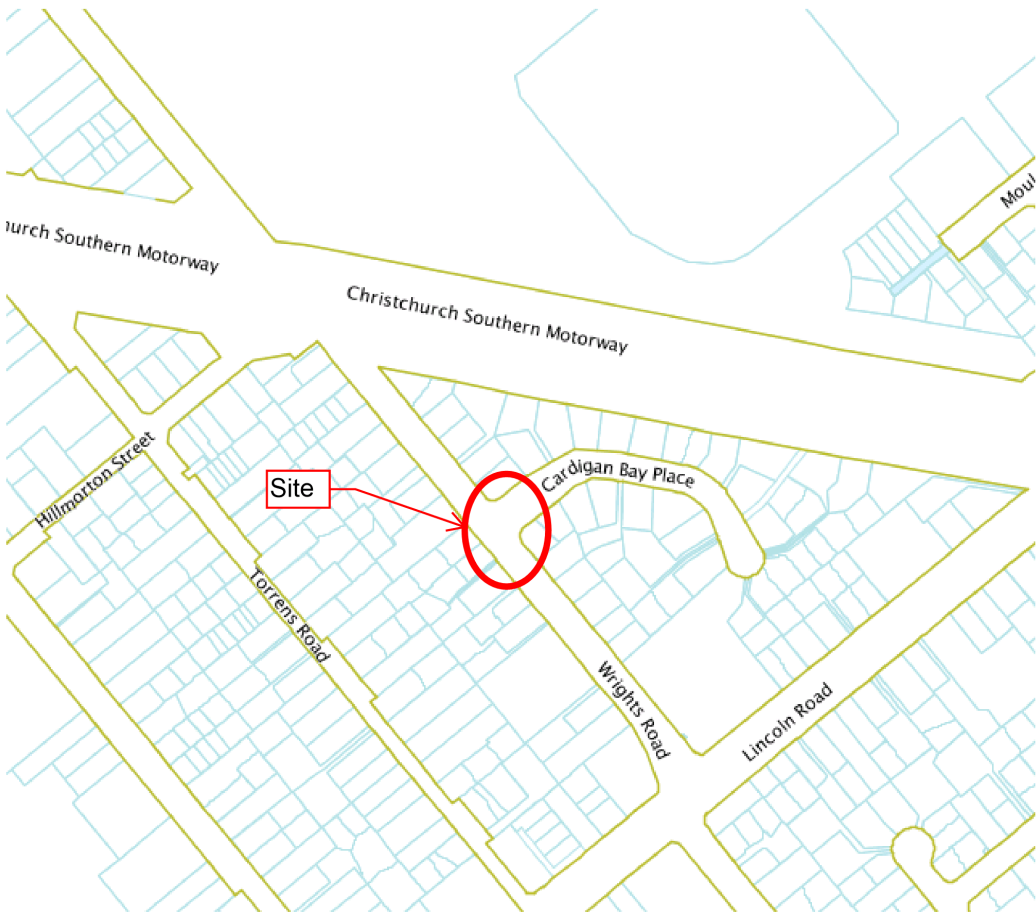 Moul
hurch Southern Motorway
Christchurch Southern Motorway
Cardigan Bay Place
Hillmorton Street
Site
Torrens Road
Wrights Road
Lincoln Road